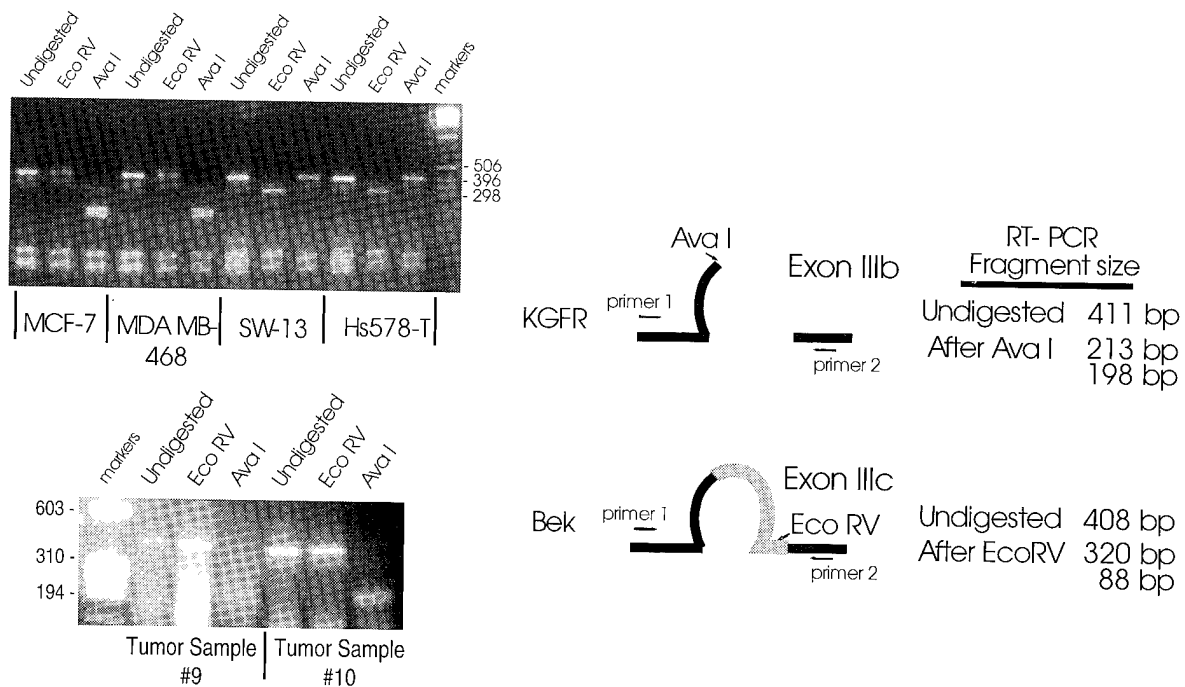 Undigested
Eco RV
Ava I
Undigested
Eco RV
Ava I
Undigested
Eco RV
Ava I
Undigested
Eco RV
Ava I
markers
- 506
- 396
- 298
MCF-7
MDA MB-
468
SW-13
Hs578-T
markers
Undigested
Eco RV
Ava I
Undigested
Eco RV
Ava I
603 -
310 -
194 -
Tumor Sample
#9
Tumor Sample
#10
Ava I
Exon IIIb
KGFR
primer 1
primer 2
RT- PCR
Fragment size
Undigested 411 bp
After Ava I 213 bp
198 bp
Exon IIIc
Bek
primer 1
Eco RV
primer 2
Undigested 408 bp
After EcoRV 320 bp
88 bp